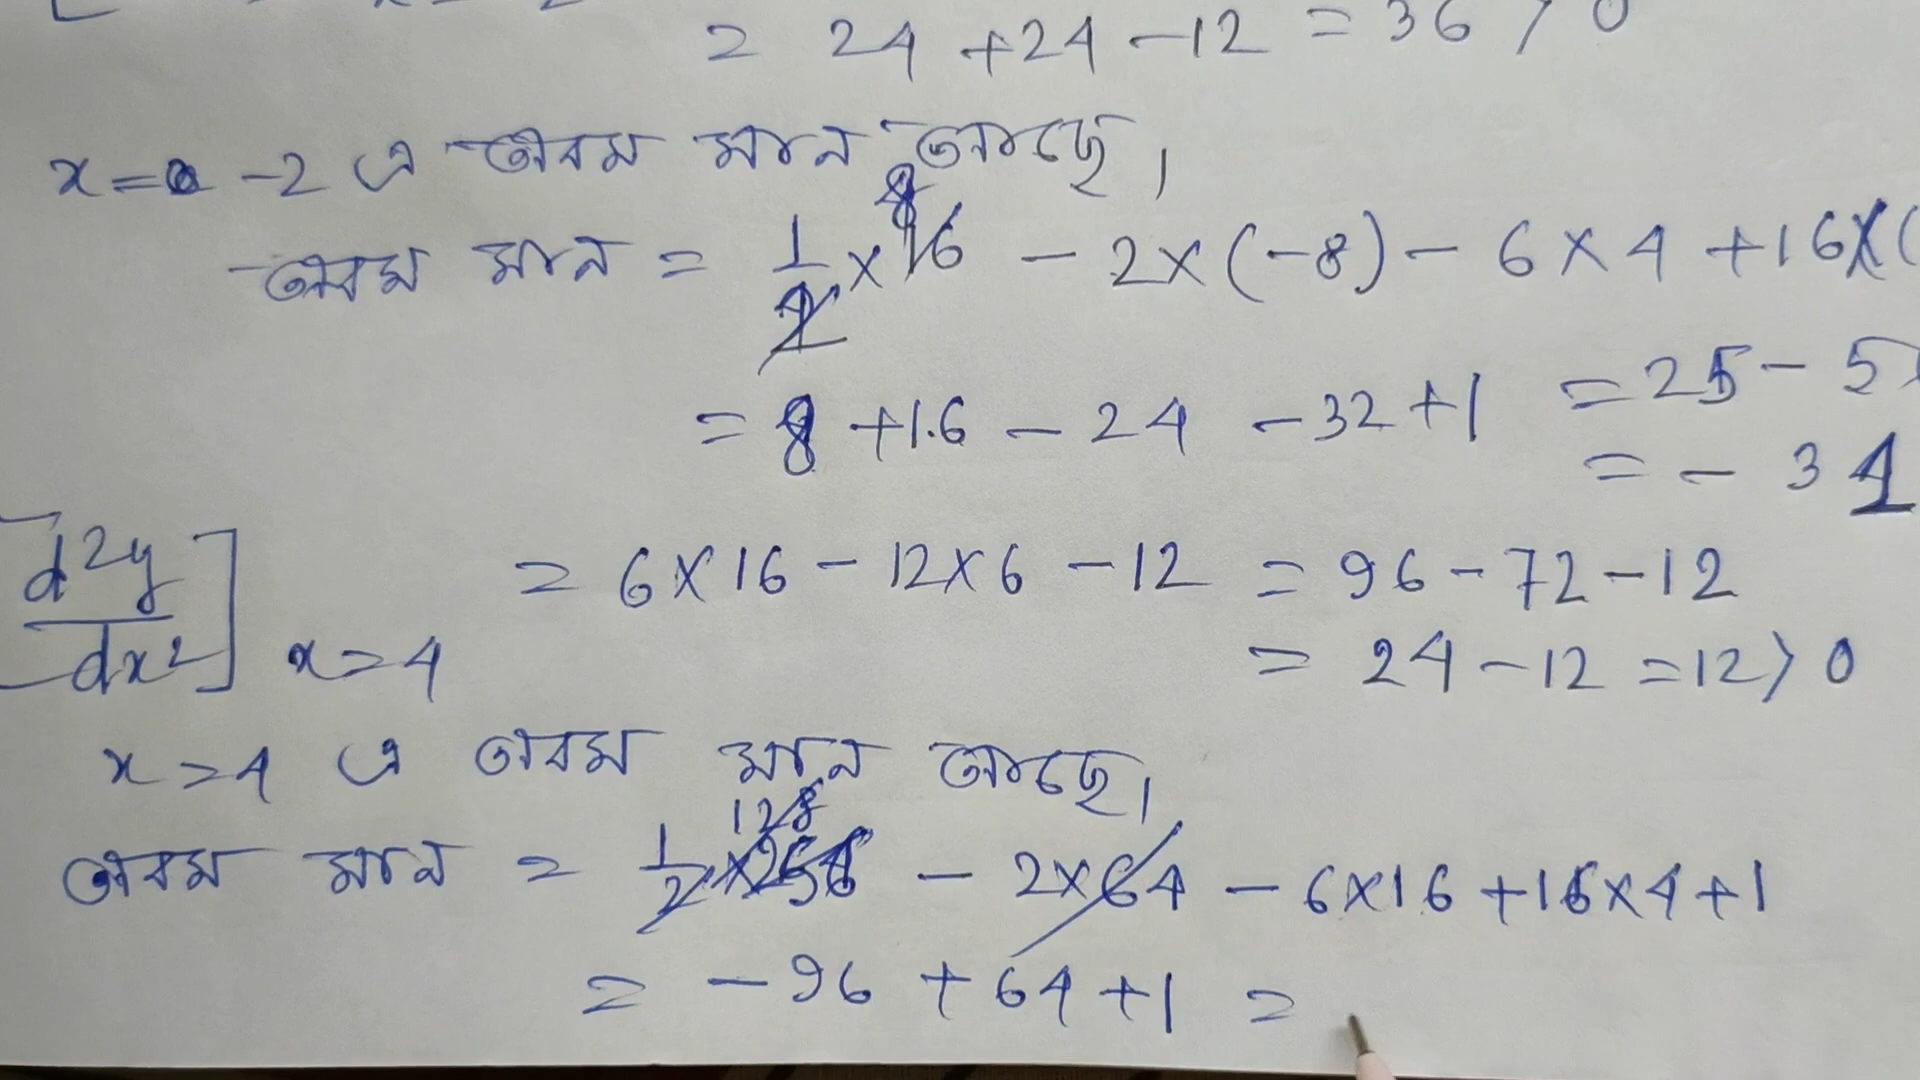 = 24 + 24 - 12 = 36 > 0
x = -2 এ অবম মান আছে।
অবম মান = 1/2 × 16 8 - 2 × (-8) - 6 × 4 + 16 × (
= 8 + 16 - 24 - 32 + 1 = 25 - 5
= - 31
[d²y/dx²] x=4 = 6 × 16 - 12 × 6 - 12 = 96 - 72 - 12
= 24 - 12 = 12 > 0
x = 4 এ অবম মান আছে।
অবম মান = 1/2 × 256 128 - 2 × 64 - 6 × 16 + 16 × 4 + 1
= - 96 + 64 + 1 =